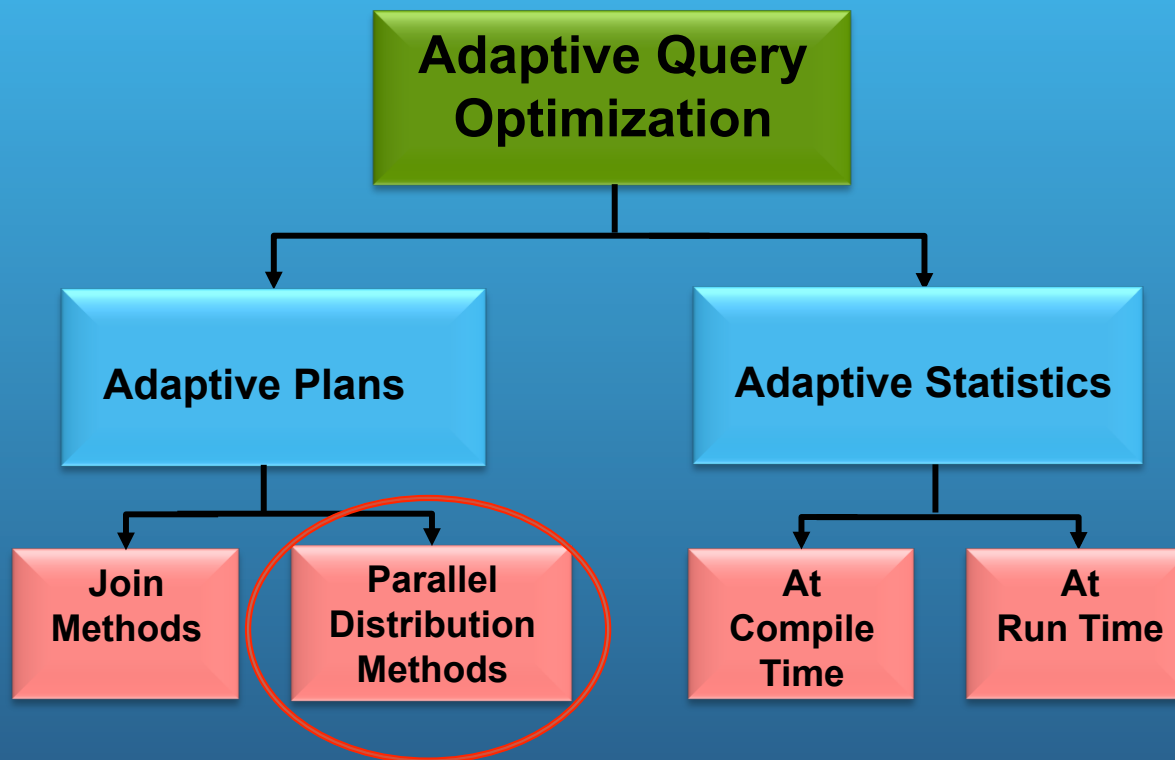 Adaptive Query
Optimization
Adaptive Plans
Adaptive Statistics
Join
Methods
Parallel
Distribution
Methods
At
Compile
Time
At
Run Time